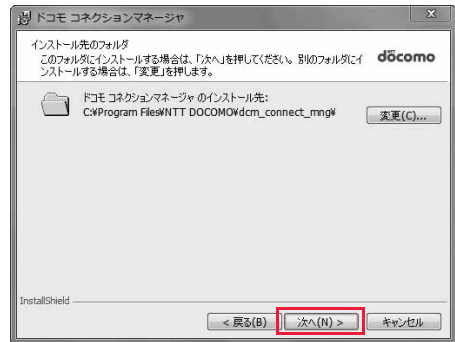 ドコモ コネクションマネージャ
X
インストール先のフォルダ
このフォルダにインストールする場合は、「次へ」を押してください。別のフォルダにイ
ンストールする場合は、「変更」を押します。
döcomo
ドコモ コネクションマネージャ のインストール先:
C:¥Program Files¥NTT DOCOMO¥dcm_connect_mng¥
変更(C)...
InstallShield
< 戻る(B)
次へ(N) >
キャンセル